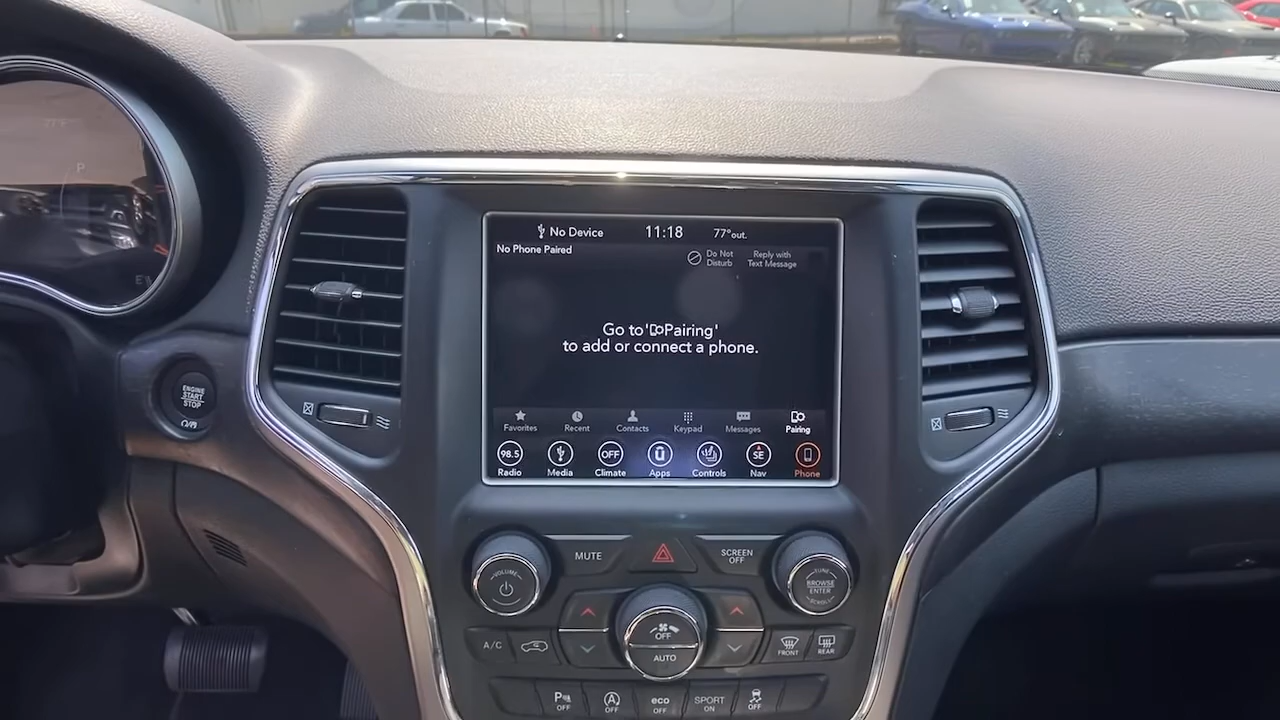 No Device
11:18
77°out.
No Phone Paired
Do Not
Disturb
Reply with
Text Message
P
Go to 'Pairing'
to add or connect a phone.
E
ENGINE
START
STOP
Favorites
Recent
Contacts
Keypad
Messages
Pairing
98.5
OFF
SE
Radio
Media
Climate
Apps
Controls
Nav
Phone
MUTE
SCREEN
OFF
VOLUME
TUNE
BROWSE
ENTER
SCROLL
OFF
AUTO
A/C
FRONT
REAR
P
OFF
A
OFF
eco
OFF
SPORT
ON
OFF